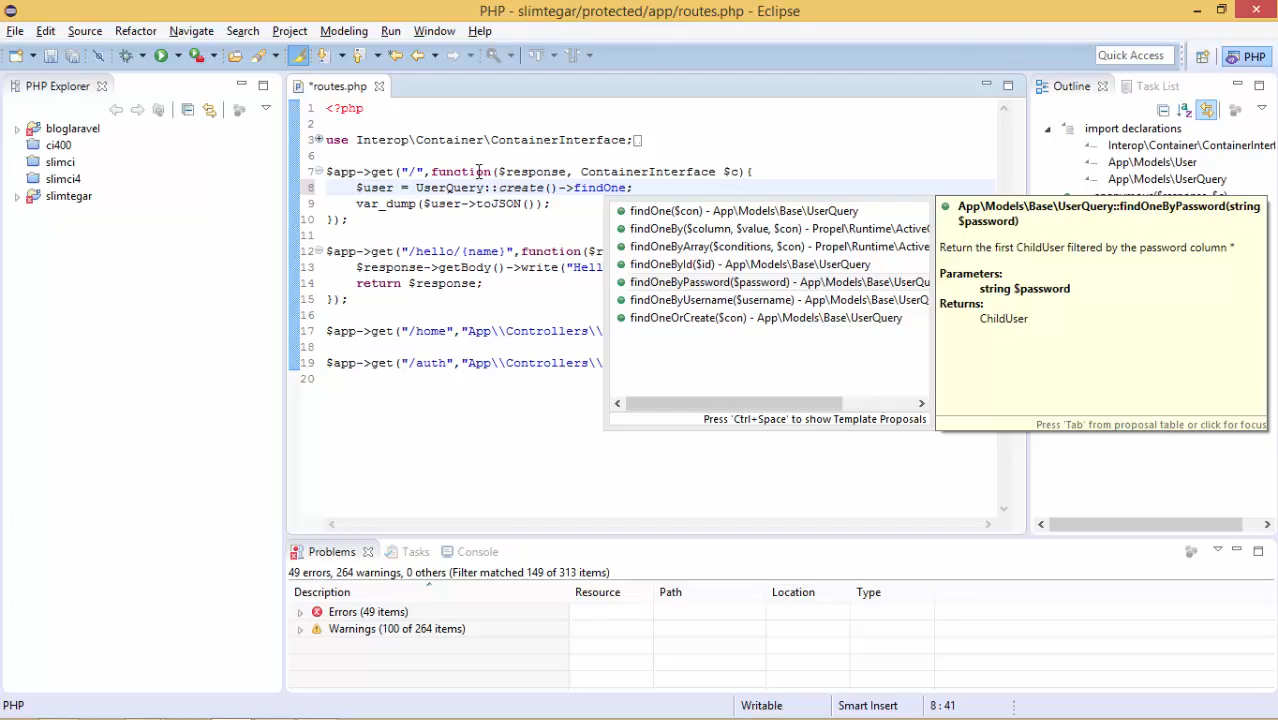 PHP - slimtegar/protected/app/routes.php - Eclipse
File Edit Source Refactor Navigate Search Project Modeling Run Window Help
Quick Access PHP
PHP Explorer
bloglaravel
ci400
slimci
slimci4
slimtegar
*routes.php
1 <?php
2
3 use Interop\Container\ContainerInterface;
6
7 $app->get("/",function($response, ContainerInterface $c){
8 $user = UserQuery::create()->findOne;
9 var_dump($user->toJSON());
10 });
11
12 $app->get("/hello/{name}",function($r
13 $response->getBody()->write("Hell
14 return $response;
15 });
16
17 $app->get("/home","App\\Controllers\\
18
19 $app->get("/auth","App\\Controllers\\
20
findOne($con) - App\Models\Base\UserQuery
findOneBy($column, $value, $con) - Propel\Runtime\Active
findOneByArray($conditions, $con) - Propel\Runtime\Active
findOneById($id) - App\Models\Base\UserQuery
findOneByPassword($password) - App\Models\Base\UserQ
findOneByUsername($username) - App\Models\Base\UserQ
findOneOrCreate($con) - App\Models\Base\UserQuery
Press 'Ctrl+Space' to show Template Proposals
App\Models\Base\UserQuery::findOneByPassword(string
$password)
Return the first ChildUser filtered by the password column *
Parameters:
string $password
Returns:
ChildUser
Press 'Tab' from proposal table or click for focus
Outline Task List
import declarations
Interop\Container\ContainerInter
App\Models\User
App\Models\UserQuery
Problems Tasks Console
49 errors, 264 warnings, 0 others (Filter matched 149 of 313 items)
Description Resource Path Location Type
Errors (49 items)
Warnings (100 of 264 items)
PHP Writable Smart Insert 8 : 41